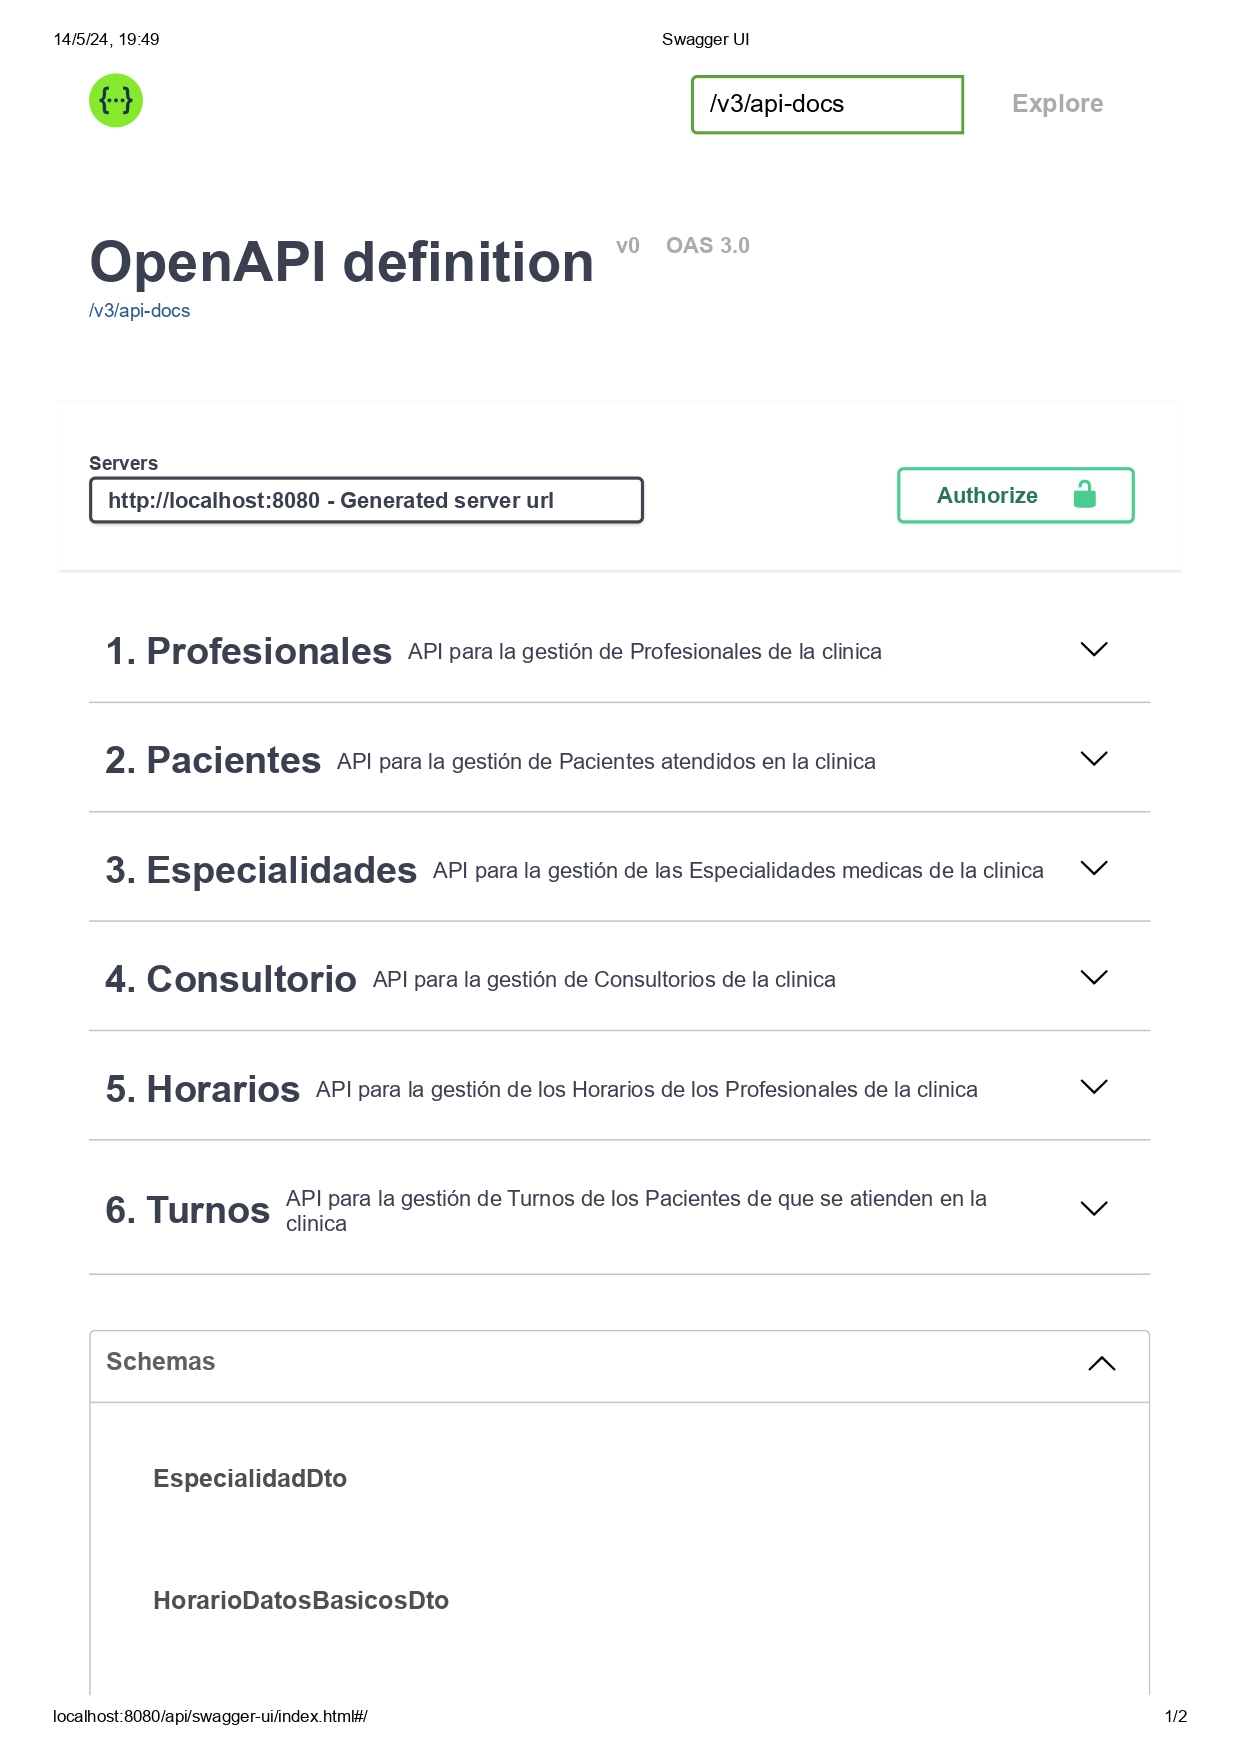 14/5/24, 19:49
Swagger UI
{···}
/v3/api-docs
Explore
OpenAPI definition v0 OAS 3.0
/v3/api-docs
Servers
http://localhost:8080 - Generated server url
Authorize
1. Profesionales API para la gestión de Profesionales de la clinica
2. Pacientes API para la gestión de Pacientes atendidos en la clinica
3. Especialidades API para la gestión de las Especialidades medicas de la clinica
4. Consultorio API para la gestión de Consultorios de la clinica
5. Horarios API para la gestión de los Horarios de los Profesionales de la clinica
6. Turnos API para la gestión de Turnos de los Pacientes de que se atienden en la
clinica
Schemas
EspecialidadDto
HorarioDatosBasicosDto
localhost:8080/api/swagger-ui/index.html#/
1/2